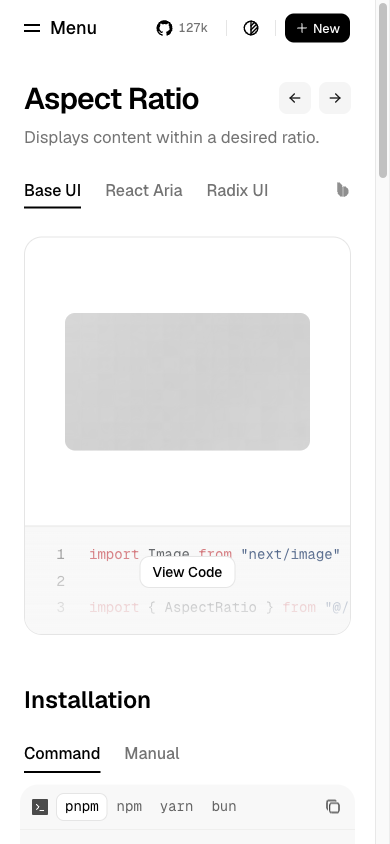 Menu 127k New
Aspect Ratio
Displays content within a desired ratio.
Base UI React Aria Radix UI
1 import Image from "next/image"
View Code
2
3 import { AspectRatio } from "@/
Installation
Command Manual
pnpm npm yarn bun